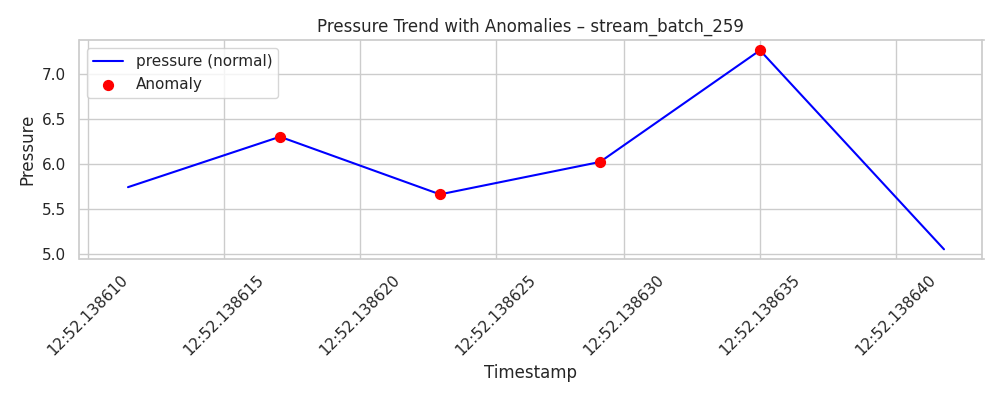 Pressure Trend with Anomalies – stream_batch_259
pressure (normal)
Anomaly
Pressure
7.0
6.5
6.0
5.5
5.0
12:52.138610
12:52.138615
12:52.138620
12:52.138625
12:52.138630
12:52.138635
12:52.138640
Timestamp